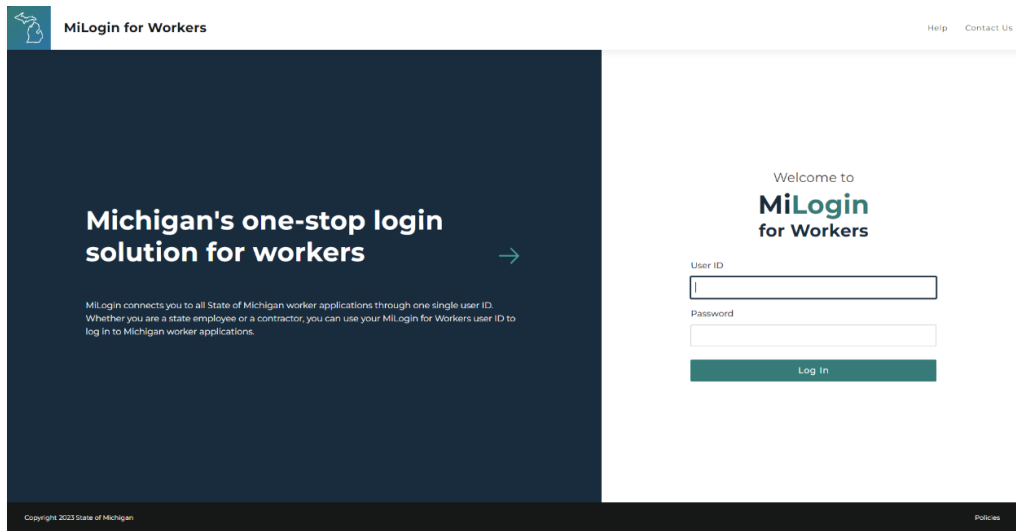 MiLogin for Workers
Help
Contact Us
Michigan's one-stop login
solution for workers
MiLogin connects you to all State of Michigan worker applications through one single user ID.
Whether you are a state employee or a contractor, you can use your MiLogin for Workers user ID to
log in to Michigan worker applications.
Welcome to
MiLogin
for Workers
User ID
Password
Log In
Copyright 2023 State of Michigan
Policies